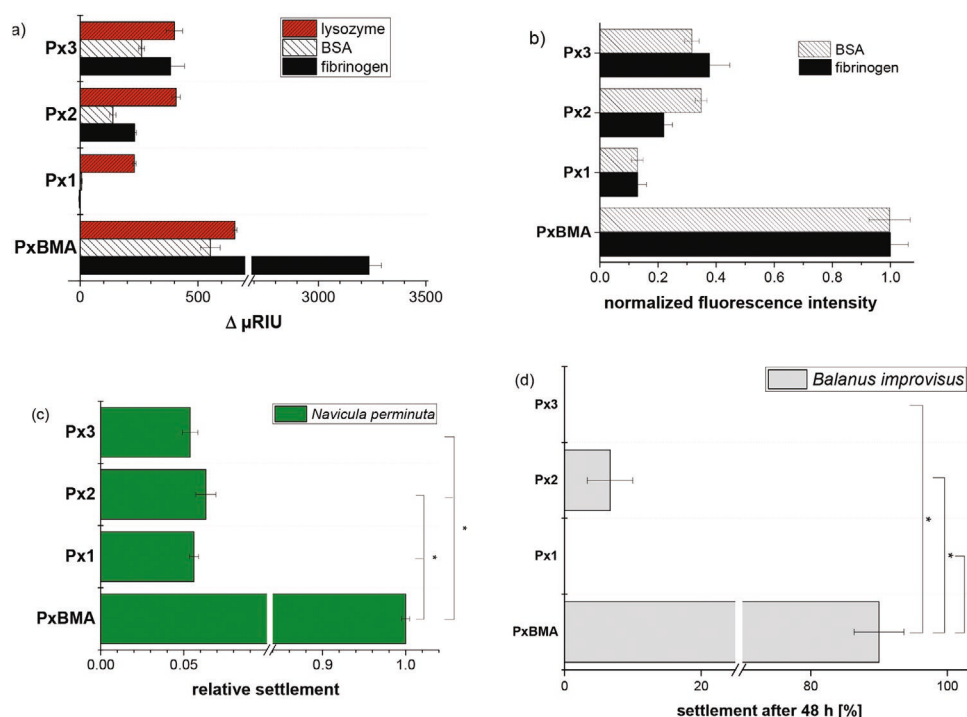 a)
lysozyme
BSA
fibrinogen
Px3
Px2
Px1
PxBMA
0 500 3000 3500
Δ µRIU
b)
BSA
fibrinogen
Px3
Px2
Px1
PxBMA
0.0 0.2 0.4 0.6 0.8 1.0
normalized fluorescence intensity
(c)
Navicula perminuta
Px3
Px2
Px1
PxBMA
*
*
0.00 0.05 0.9 1.0
relative settlement
(d)
Balanus improvisus
Px3
Px2
Px1
PxBMA
*
*
0 20 80 100
settlement after 48 h [%]